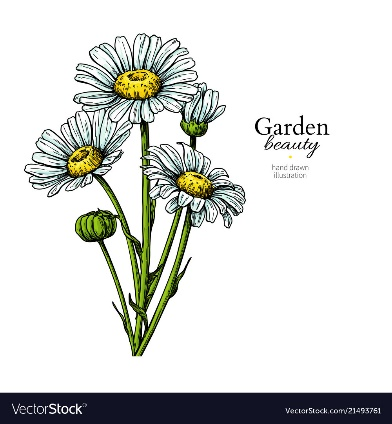 Garden
beauty
hand drawn
illustration
VectorStock®
VectorStock.com/21493761